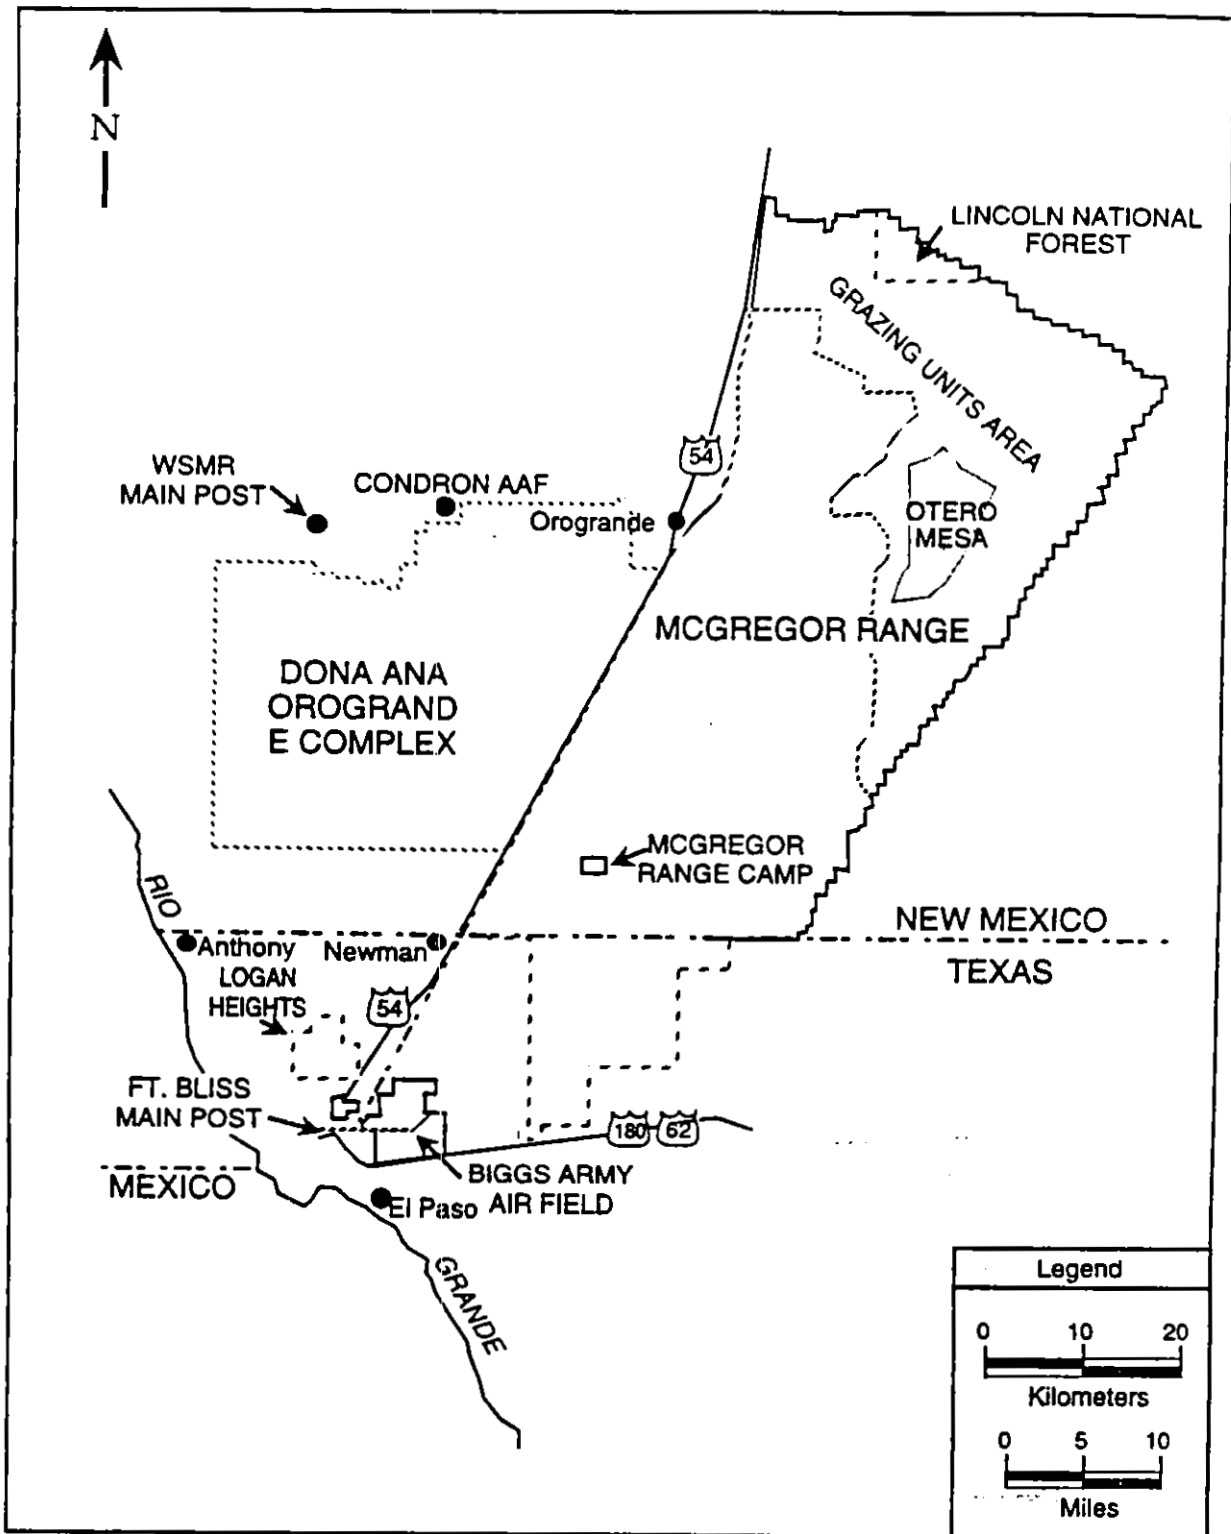 N
LINCOLN NATIONAL
FOREST
GRAZING UNITS AREA
54
WSMR
MAIN POST
CONDRON AAF
Orogrande
OTERO
MESA
MCGREGOR RANGE
DONA ANA
OROGRAND
E COMPLEX
MCGREGOR
RANGE CAMP
RIO
NEW MEXICO
Anthony
Newman
TEXAS
LOGAN
HEIGHTS
54
FT. BLISS
MAIN POST
180
62
BIGGS ARMY
AIR FIELD
MEXICO
El Paso
GRANDE
Legend
0 10 20
Kilometers
0 5 10
Miles